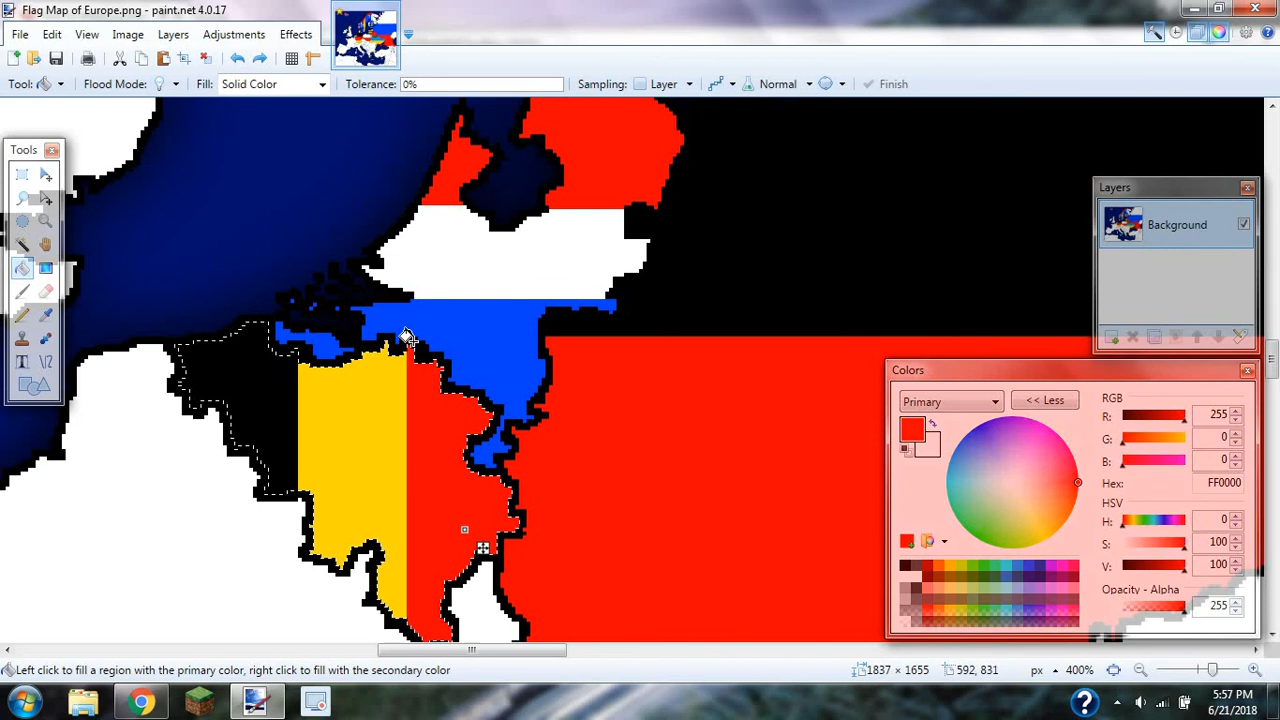 Flag Map of Europe.png - paint.net 4.0.17
File Edit View Image Layers Adjustments Effects
Tool: Flood Mode: Fill: Solid Color Tolerance: 0% Sampling: Layer Normal Finish
Tools
Layers
Background
Colors
Primary
<< Less
RGB
R: 255
G: 0
B: 0
Hex: FF0000
HSV
H: 0
S: 100
V: 100
Opacity - Alpha
255
Left click to fill a region with the primary color, right click to fill with the secondary color
1837 × 1655
592, 831
px
400%
5:57 PM
6/21/2018